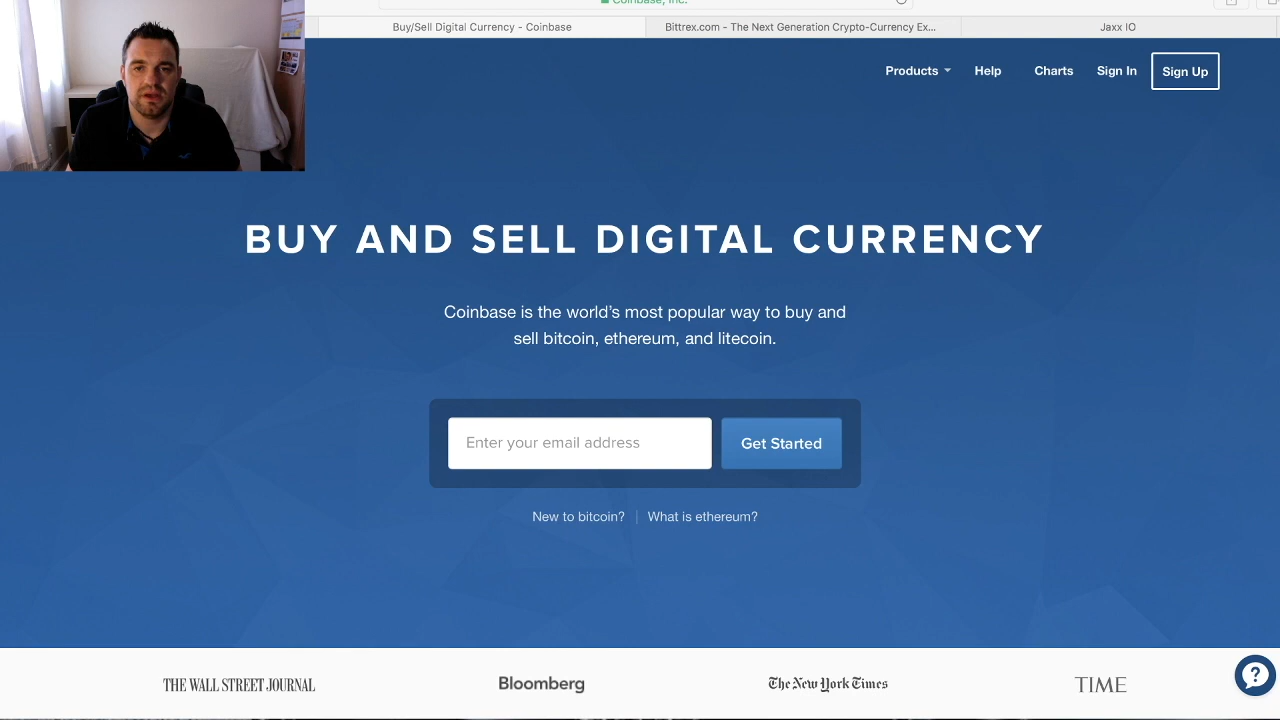 Coinbase, Inc.
Buy/Sell Digital Currency - Coinbase
Bittrex.com - The Next Generation Crypto-Currency Ex...
Jaxx IO
Products
Help
Charts
Sign In
Sign Up
BUY AND SELL DIGITAL CURRENCY
Coinbase is the world's most popular way to buy and
sell bitcoin, ethereum, and litecoin.
Enter your email address
Get Started
New to bitcoin?
What is ethereum?
THE WALL STREET JOURNAL
Bloomberg
The New York Times
TIME
?